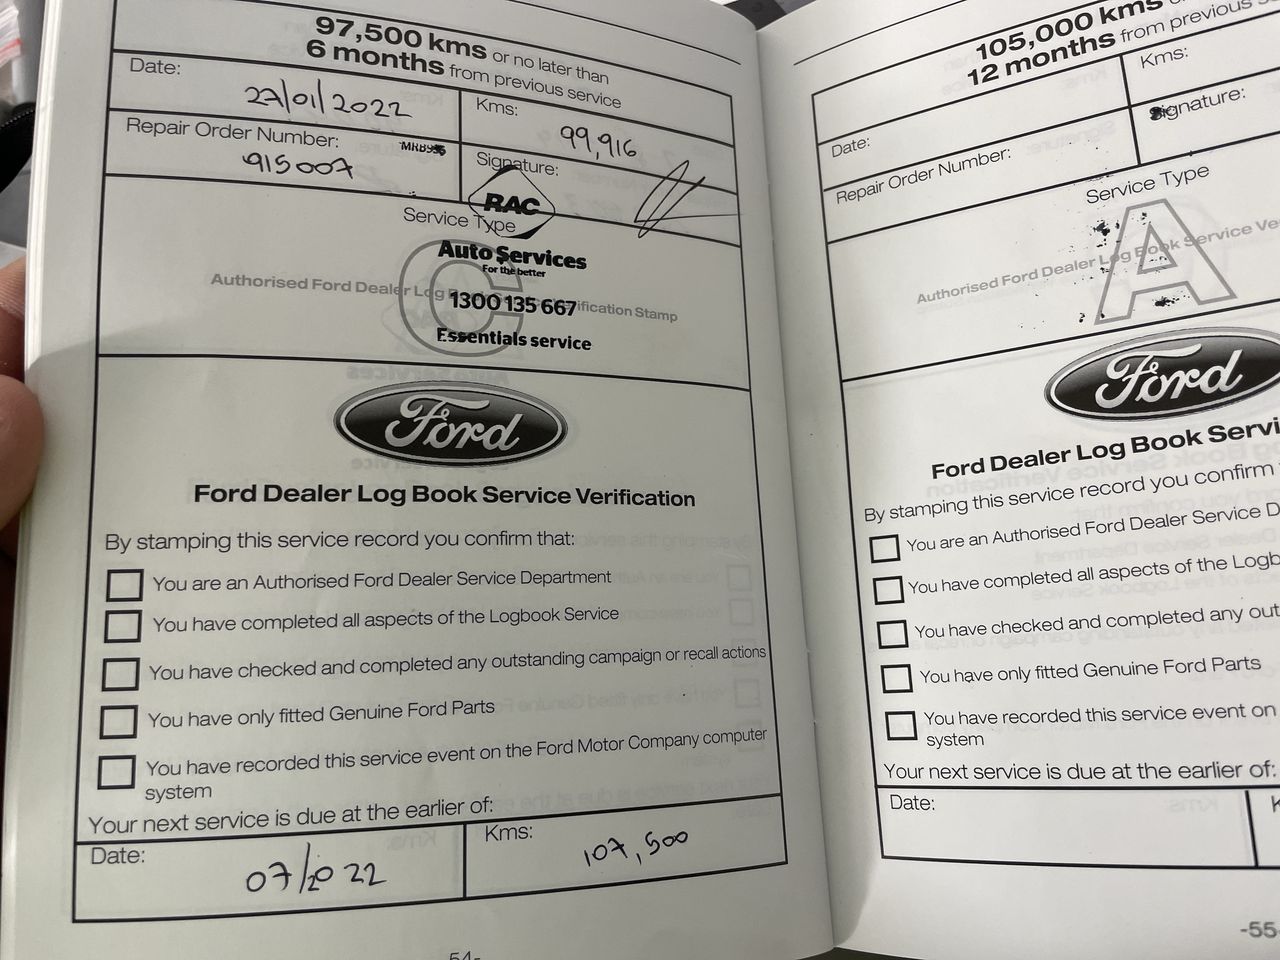 97,500 kms or no later than
6 months from previous service
Date:
27/01/2022
Kms:
99,916
Repair Order Number:
915007
Signature:
RAC
Service Type
C
Authorised Ford Dealer Log Verification Stamp
Auto Services
For the better
1300 135 667
Essentials service
Ford
Ford Dealer Log Book Service Verification
By stamping this service record you confirm that:
You are an Authorised Ford Dealer Service Department
You have completed all aspects of the Logbook Service
You have checked and completed any outstanding campaign or recall actions
You have only fitted Genuine Ford Parts
You have recorded this service event on the Ford Motor Company computer
system
Your next service is due at the earlier of:
Date:
07/2022
Kms:
107,500
105,000 kms
12 months from previous
Date:
Kms:
Repair Order Number:
Signature:
Service Type
A
Authorised Ford Dealer Log Book Service
Ford
Ford Dealer Log Book
By stamping this service record you confirm
You are an Authorised Ford Dealer Service
You have completed all aspects of the
You have checked and completed any
You have only fitted Genuine Ford Parts
You have recorded this service event on
system
Your next service is due at the earlier of:
Date:
-55-